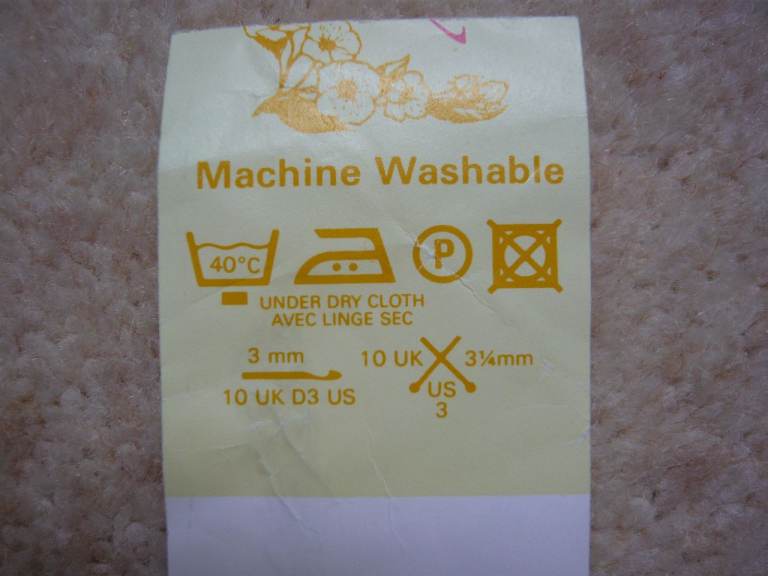 Machine Washable
40°C
P
UNDER DRY CLOTH
AVEC LINGE SEC
3 mm
10 UK D3 US
10 UK 3¼mm
US
3